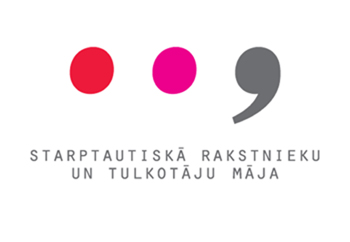 STARPTAUTISKĀ RAKSTNIEKU
UN TULKOTĀJU MĀJA